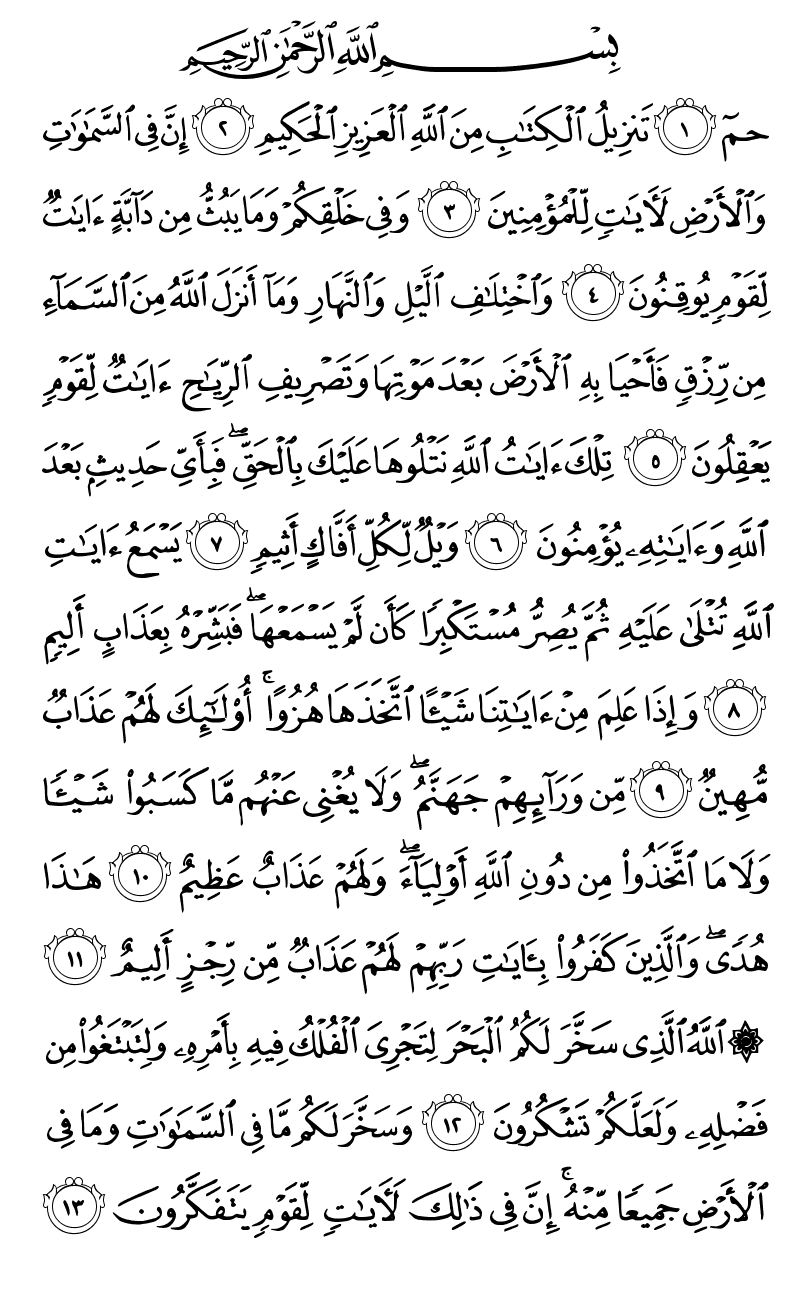 بِسْمِ ٱللَّهِ ٱلرَّحْمَٰنِ ٱلرَّحِيمِ
حمٓ ١ تَنزِيلُ ٱلْكِتَٰبِ مِنَ ٱللَّهِ ٱلْعَزِيزِ ٱلْحَكِيمِ ٢ إِنَّ فِى ٱلسَّمَٰوَٰتِ
وَٱلْأَرْضِ لَءَايَٰتٍ لِّلْمُؤْمِنِينَ ٣ وَفِى خَلْقِكُمْ وَمَا يَبُثُّ مِن دَآبَّةٍ ءَايَٰتٌ
لِّقَوْمٍ يُوقِنُونَ ٤ وَٱخْتِلَٰفِ ٱلَّيْلِ وَٱلنَّهَارِ وَمَآ أَنزَلَ ٱللَّهُ مِنَ ٱلسَّمَآءِ
مِن رِّزْقٍ فَأَحْيَا بِهِ ٱلْأَرْضَ بَعْدَ مَوْتِهَا وَتَصْرِيفِ ٱلرِّيَٰحِ ءَايَٰتٌ لِّقَوْمٍ
يَعْقِلُونَ ٥ تِلْكَ ءَايَٰتُ ٱللَّهِ نَتْلُوهَا عَلَيْكَ بِٱلْحَقِّ ۖ فَبِأَىِّ حَدِيثٍۭ بَعْدَ
ٱللَّهِ وَءَايَٰتِهِۦ يُؤْمِنُونَ ٦ وَيْلٌ لِّكُلِّ أَفَّاكٍ أَثِيمٍ ٧ يَسْمَعُ ءَايَٰتِ
ٱللَّهِ تُتْلَىٰ عَلَيْهِ ثُمَّ يُصِرُّ مُسْتَكْبِرًا كَأَن لَّمْ يَسْمَعْهَا ۖ فَبَشِّرْهُ بِعَذَابٍ أَلِيمٍ
٨ وَإِذَا عَلِمَ مِنْ ءَايَٰتِنَا شَيْـًٔا ٱتَّخَذَهَا هُزُوًا ۚ أُو۟لَٰٓئِكَ لَهُمْ عَذَابٌ
مُّهِينٌ ٩ مِّن وَرَآئِهِمْ جَهَنَّمُ ۖ وَلَا يُغْنِى عَنْهُم مَّا كَسَبُوا۟ شَيْـًٔا
وَلَا مَا ٱتَّخَذُوا۟ مِن دُونِ ٱللَّهِ أَوْلِيَآءَ ۖ وَلَهُمْ عَذَابٌ عَظِيمٌ ١٠ هَٰذَا
هُدًى ۖ وَٱلَّذِينَ كَفَرُوا۟ بِـَٔايَٰتِ رَبِّهِمْ لَهُمْ عَذَابٌ مِّن رِّجْزٍ أَلِيمٌ ١١
۞ ٱللَّهُ ٱلَّذِى سَخَّرَ لَكُمُ ٱلْبَحْرَ لِتَجْرِىَ ٱلْفُلْكُ فِيهِ بِأَمْرِهِۦ وَلِتَبْتَغُوا۟ مِن
فَضْلِهِۦ وَلَعَلَّكُمْ تَشْكُرُونَ ١٢ وَسَخَّرَ لَكُم مَّا فِى ٱلسَّمَٰوَٰتِ وَمَا فِى
ٱلْأَرْضِ جَمِيعًا مِّنْهُ ۚ إِنَّ فِى ذَٰلِكَ لَءَايَٰتٍ لِّقَوْمٍ يَتَفَكَّرُونَ ١٣